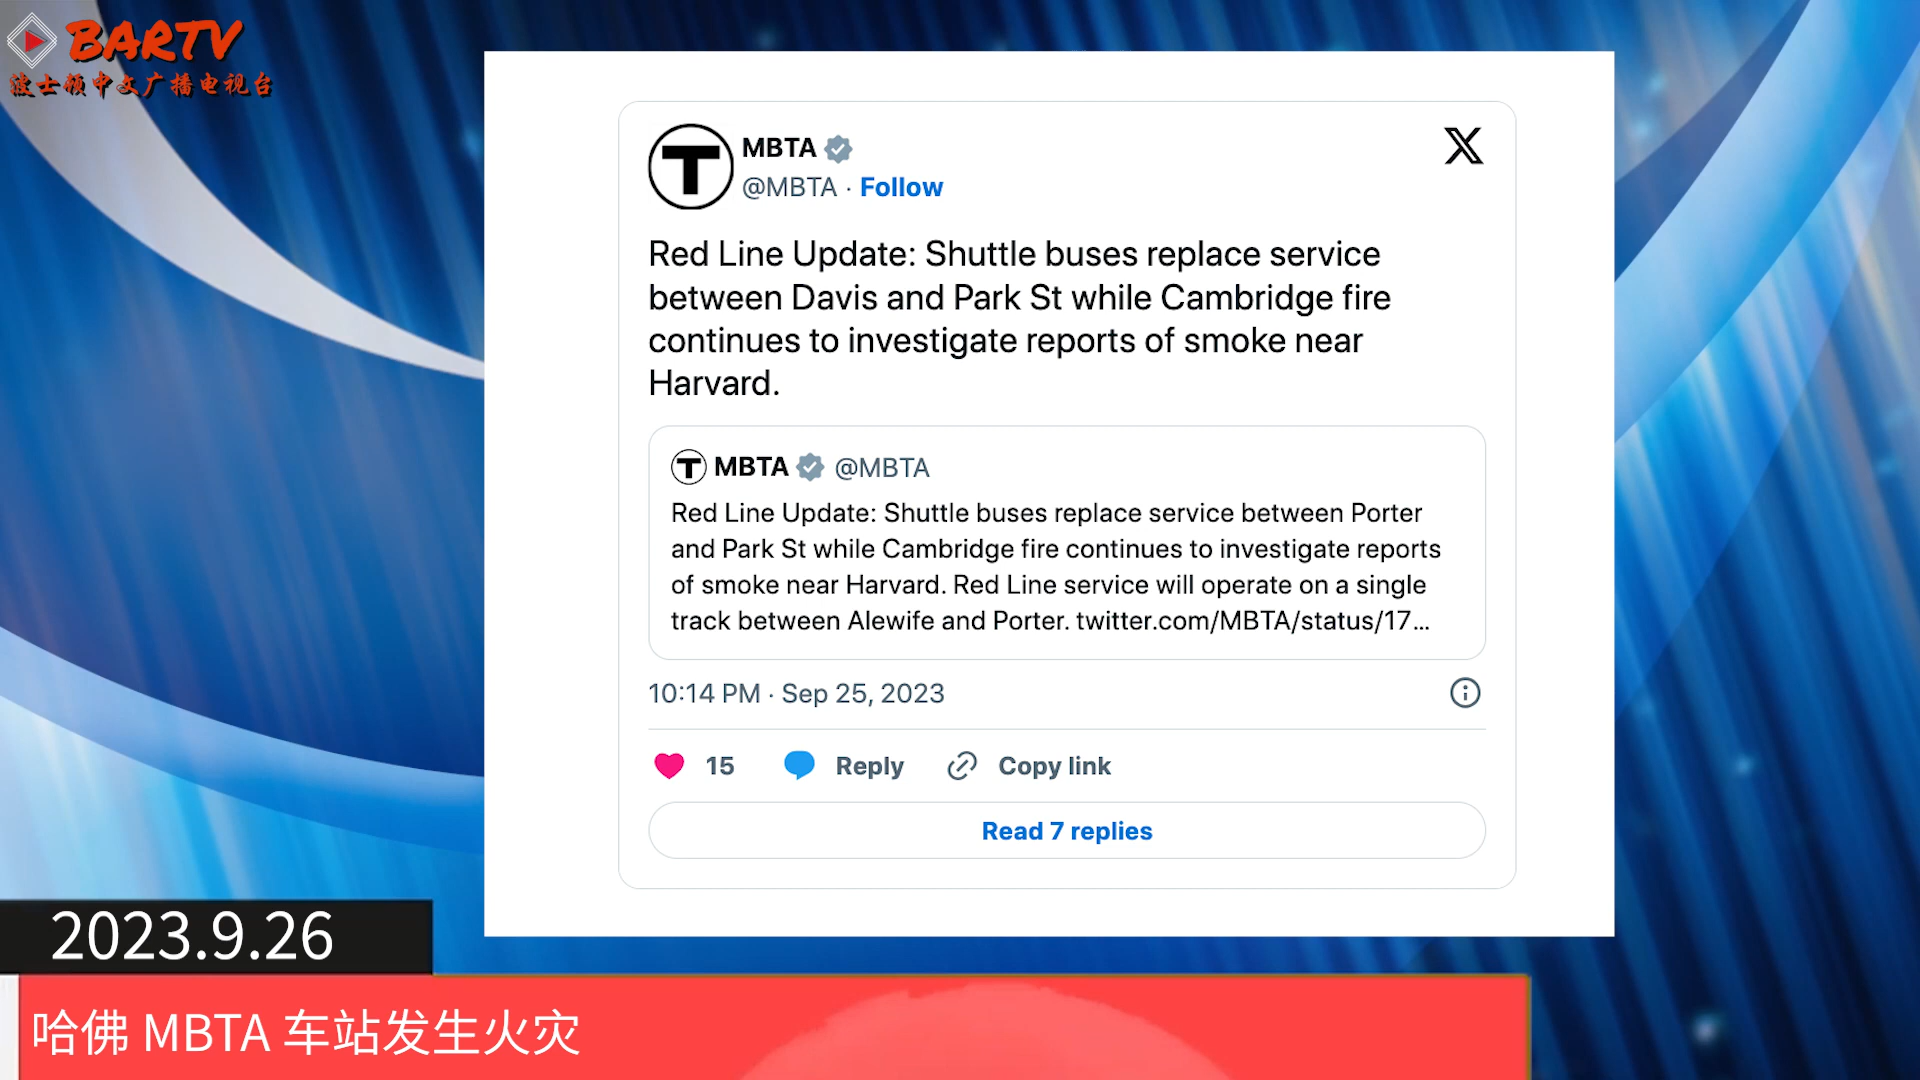 BARTV
波士顿中文广播电视台
MBTA
@MBTA · Follow
Red Line Update: Shuttle buses replace service
between Davis and Park St while Cambridge fire
continues to investigate reports of smoke near
Harvard.
MBTA @MBTA
Red Line Update: Shuttle buses replace service between Porter
and Park St while Cambridge fire continues to investigate reports
of smoke near Harvard. Red Line service will operate on a single
track between Alewife and Porter. twitter.com/MBTA/status/17...
10:14 PM · Sep 25, 2023
15 Reply Copy link
Read 7 replies
2023.9.26
哈佛 MBTA 车站发生火灾